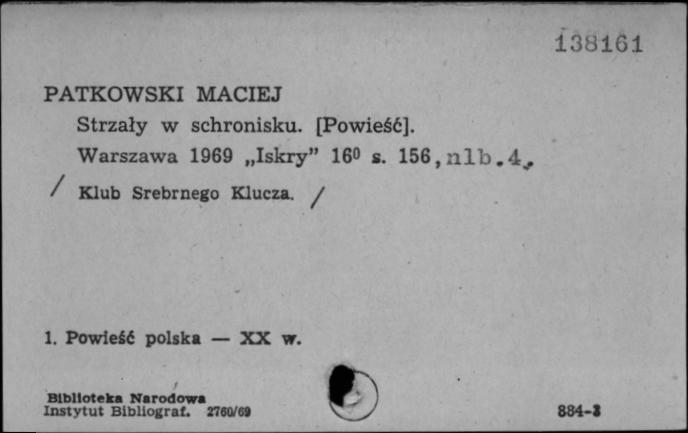 138161
PATKOWSKI MACIEJ
Strzały w schronisku. [Powieść].
Warszawa 1969 „Iskry” 16⁰ s. 156, nlb. 4.
/ Klub Srebrnego Klucza. /
1. Powieść polska — XX w.
Biblioteka Narodowa
Instytut Bibliograf. 2760/69
884-3